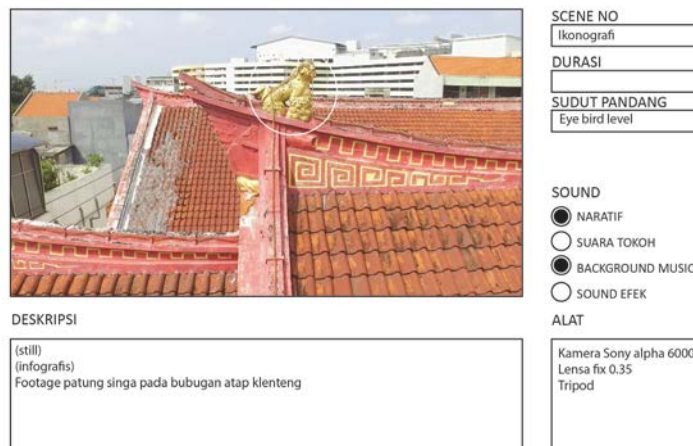 SCENE NO
Ikonografi
DURASI
SUDUT PANDANG
Eye bird level
SOUND
NARATIF
SUARA TOKOH
BACKGROUND MUSIC
SOUND EFEK
DESKRIPSI
(still)
(infografis)
Footage patung singa pada bubugan atap klenteng
ALAT
Kamera Sony alpha 6000
Lensa fix 0.35
Tripod